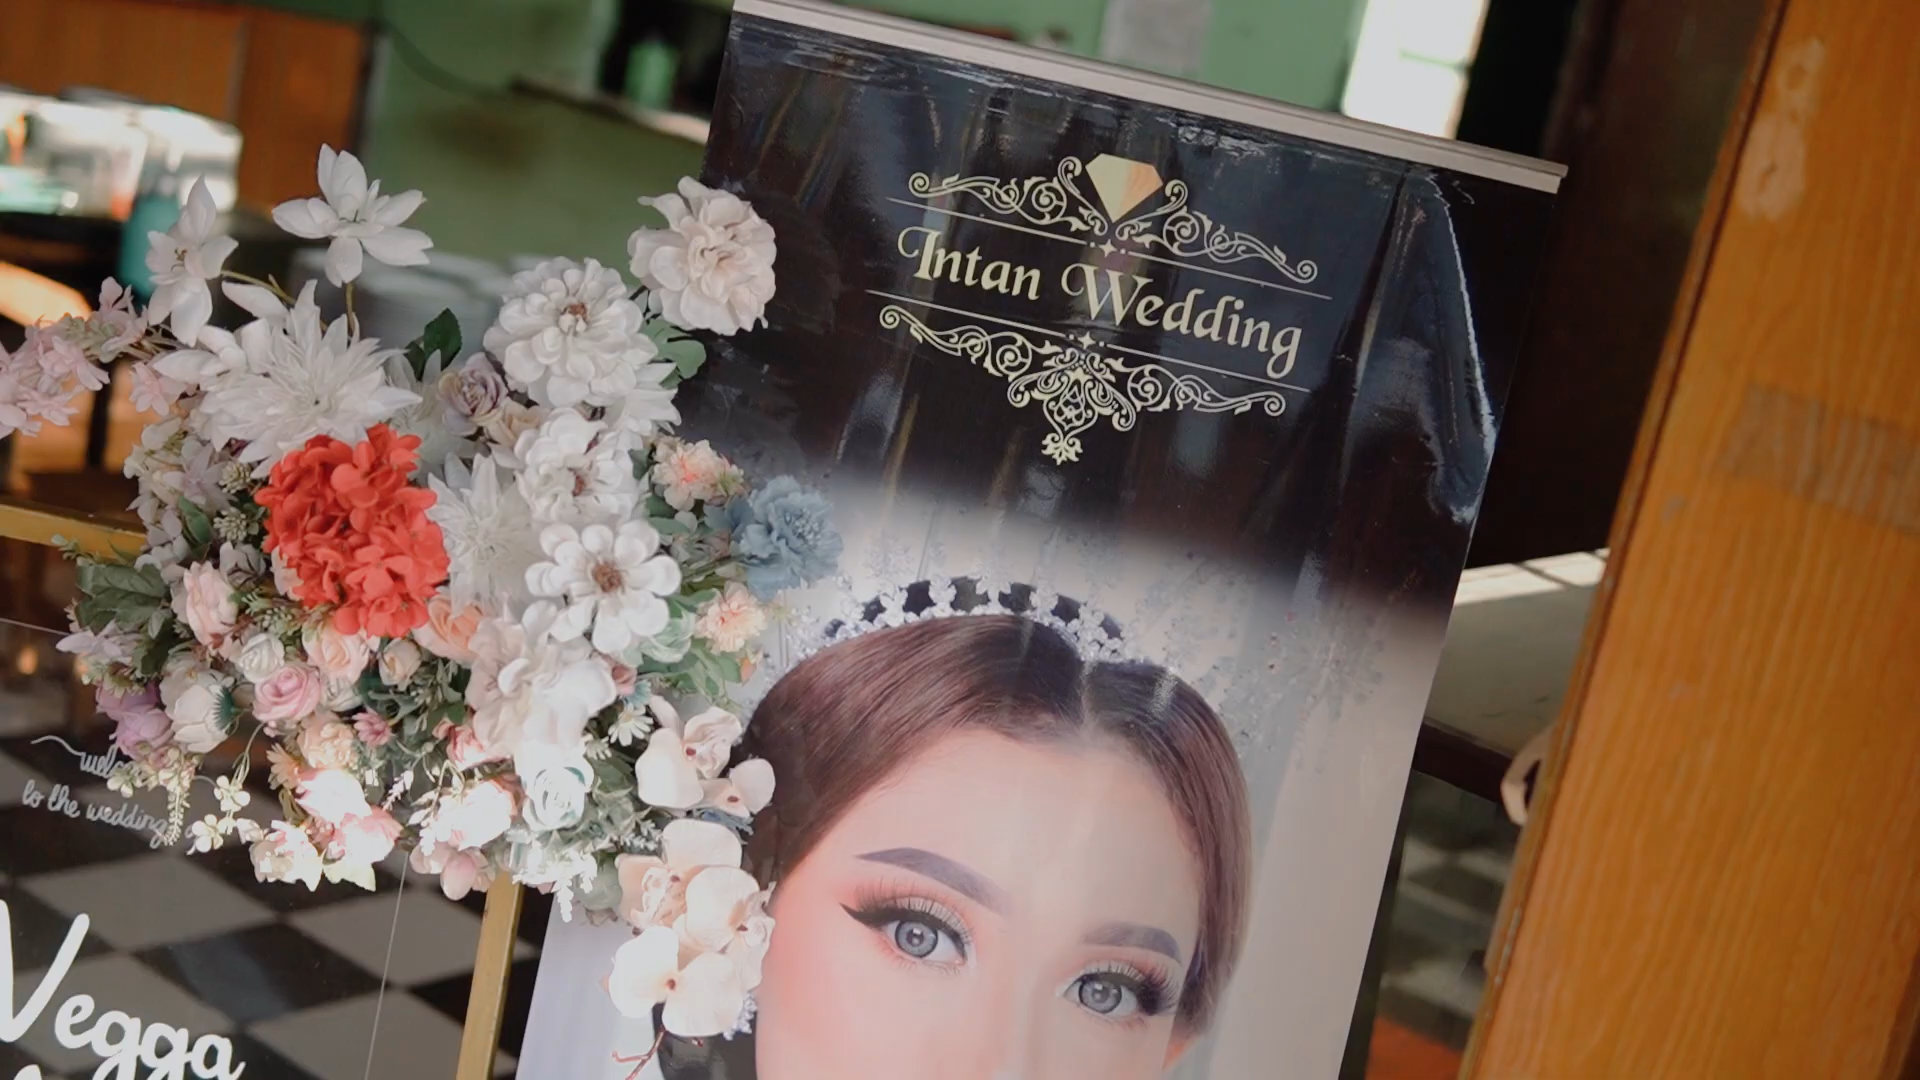 Intan Wedding
to the wedding
Vegga